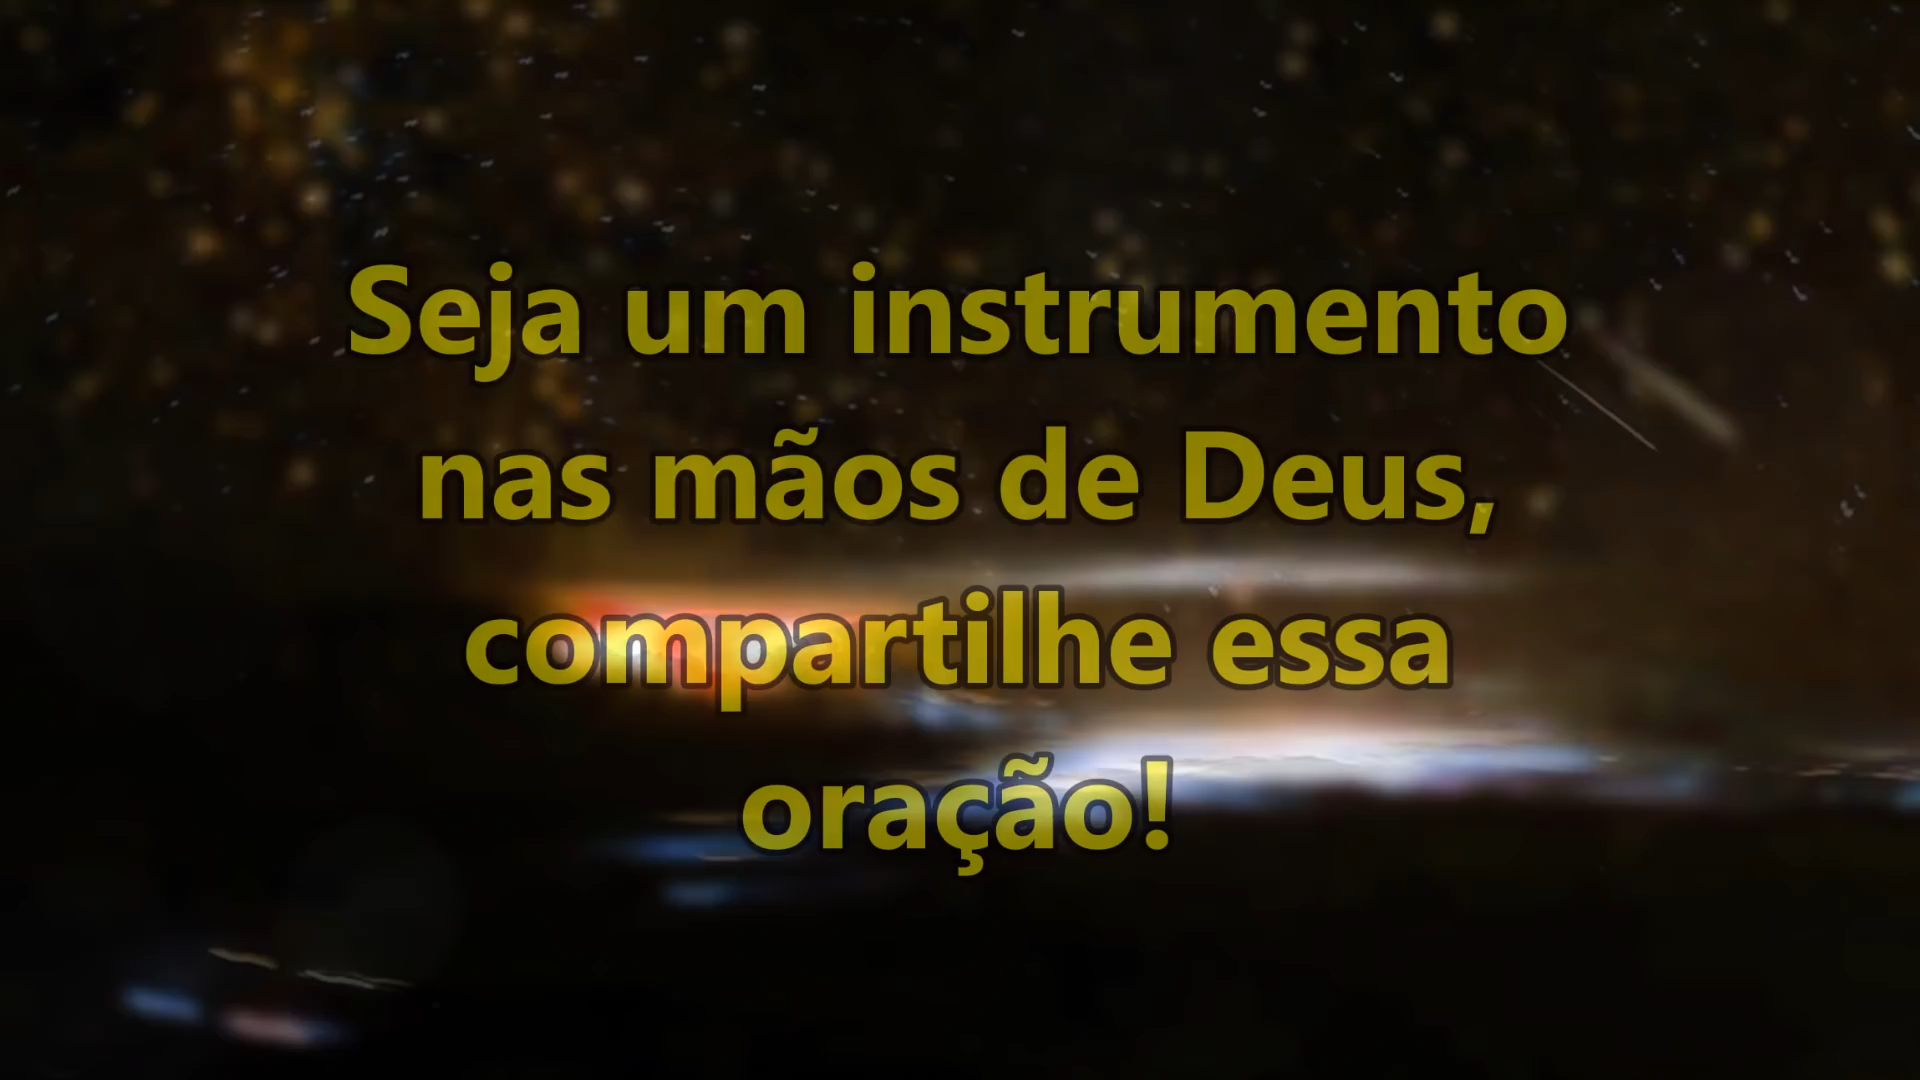 Seja um instrumento
nas mãos de Deus,
compartilhe essa
oração!